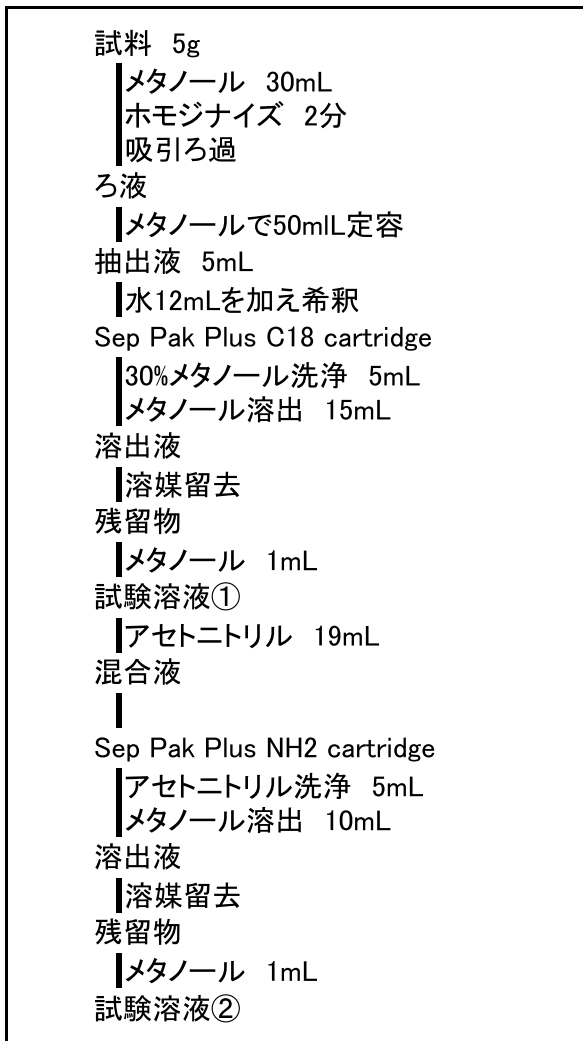 試料 5g
メタノール 30mL
ホモジナイズ 2分
吸引ろ過
ろ液
メタノールで50mlL定容
抽出液 5mL
水12mLを加え希釈
Sep Pak Plus C18 cartridge
30%メタノール洗浄 5mL
メタノール溶出 15mL
溶出液
溶媒留去
残留物
メタノール 1mL
試験溶液①
アセトニトリル 19mL
混合液
Sep Pak Plus NH2 cartridge
アセトニトリル洗浄 5mL
メタノール溶出 10mL
溶出液
溶媒留去
残留物
メタノール 1mL
試験溶液②